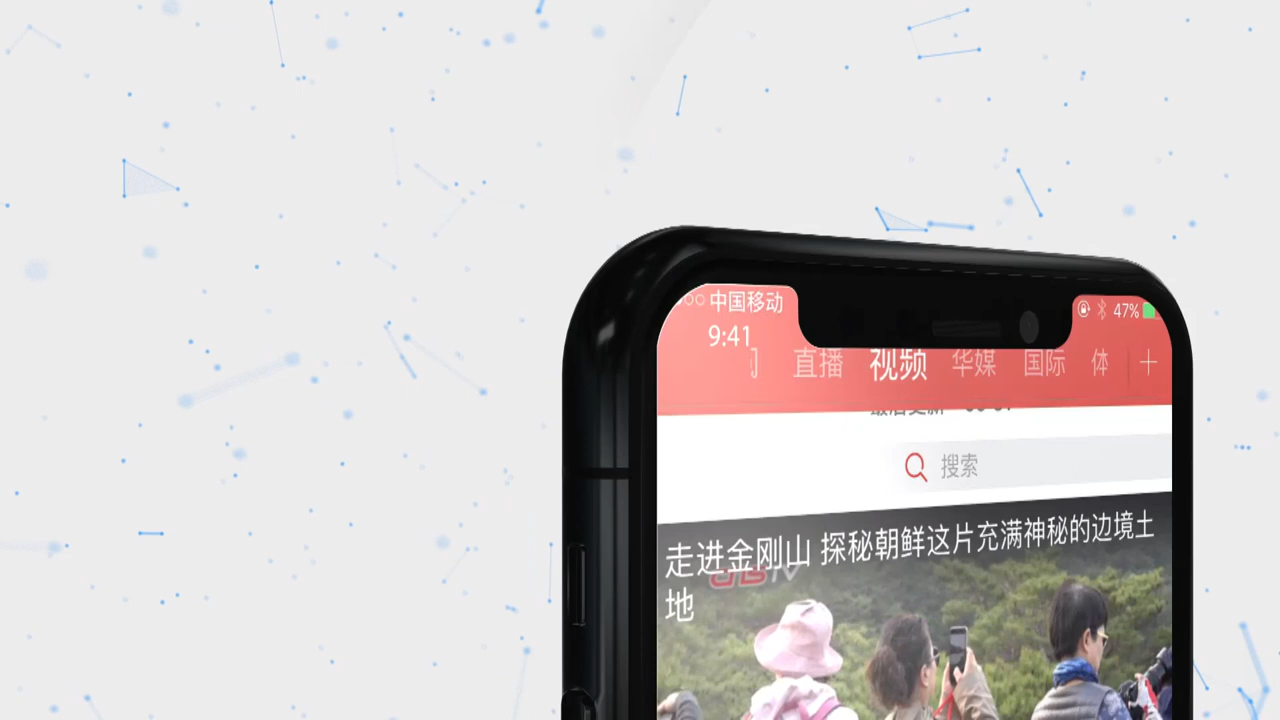 中国移动
47%
9:41
直播 视频 华媒 国际 体
搜索
走进金刚山 探秘朝鲜这片充满神秘的边境土
地